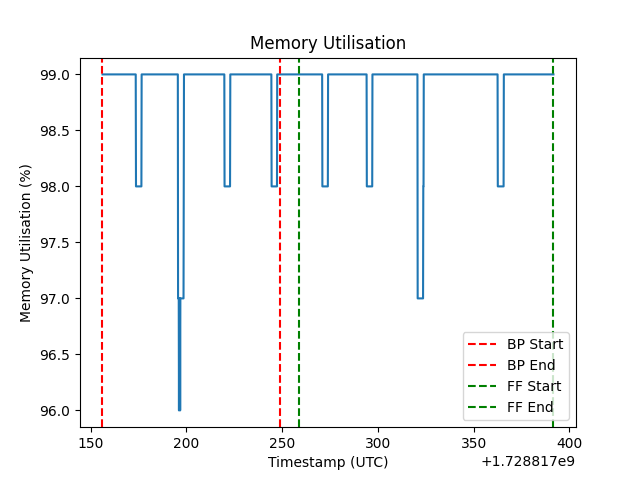 Memory Utilisation
Memory Utilisation (%)
99.0
98.5
98.0
97.5
97.0
96.5
96.0
BP Start
BP End
FF Start
FF End
150 200 250 300 350 400
Timestamp (UTC)
+1.728817e9